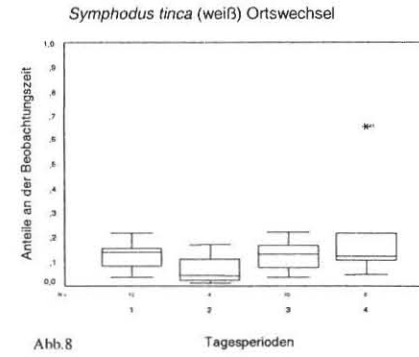 Symphodus tinca (weiß) Ortswechsel
Anteile an der Beobachtungszeit
1,0
,9
,8
,7
,6
,5
,4
,3
,2
,1
0,0
1 2 3 4
Abb.8 Tagesperioden